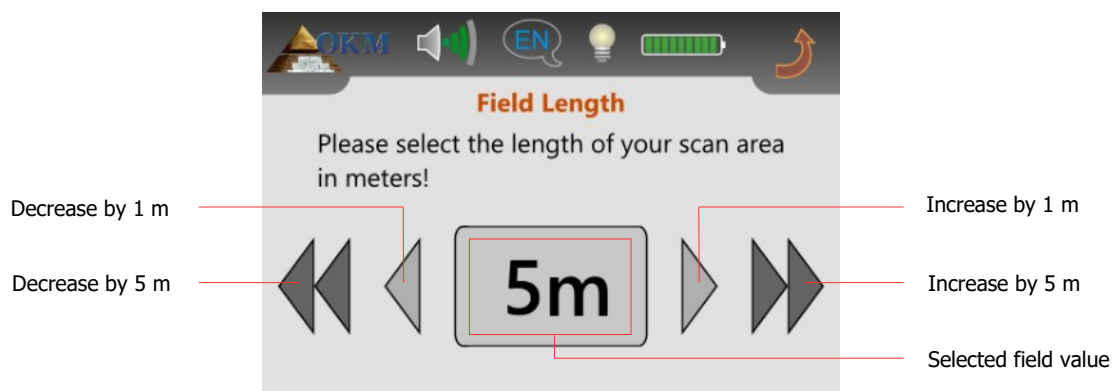 OKM
EN
Field Length
Please select the length of your scan area
in meters!
Decrease by 1 m
Increase by 1 m
Decrease by 5 m
5m
Increase by 5 m
Selected field value